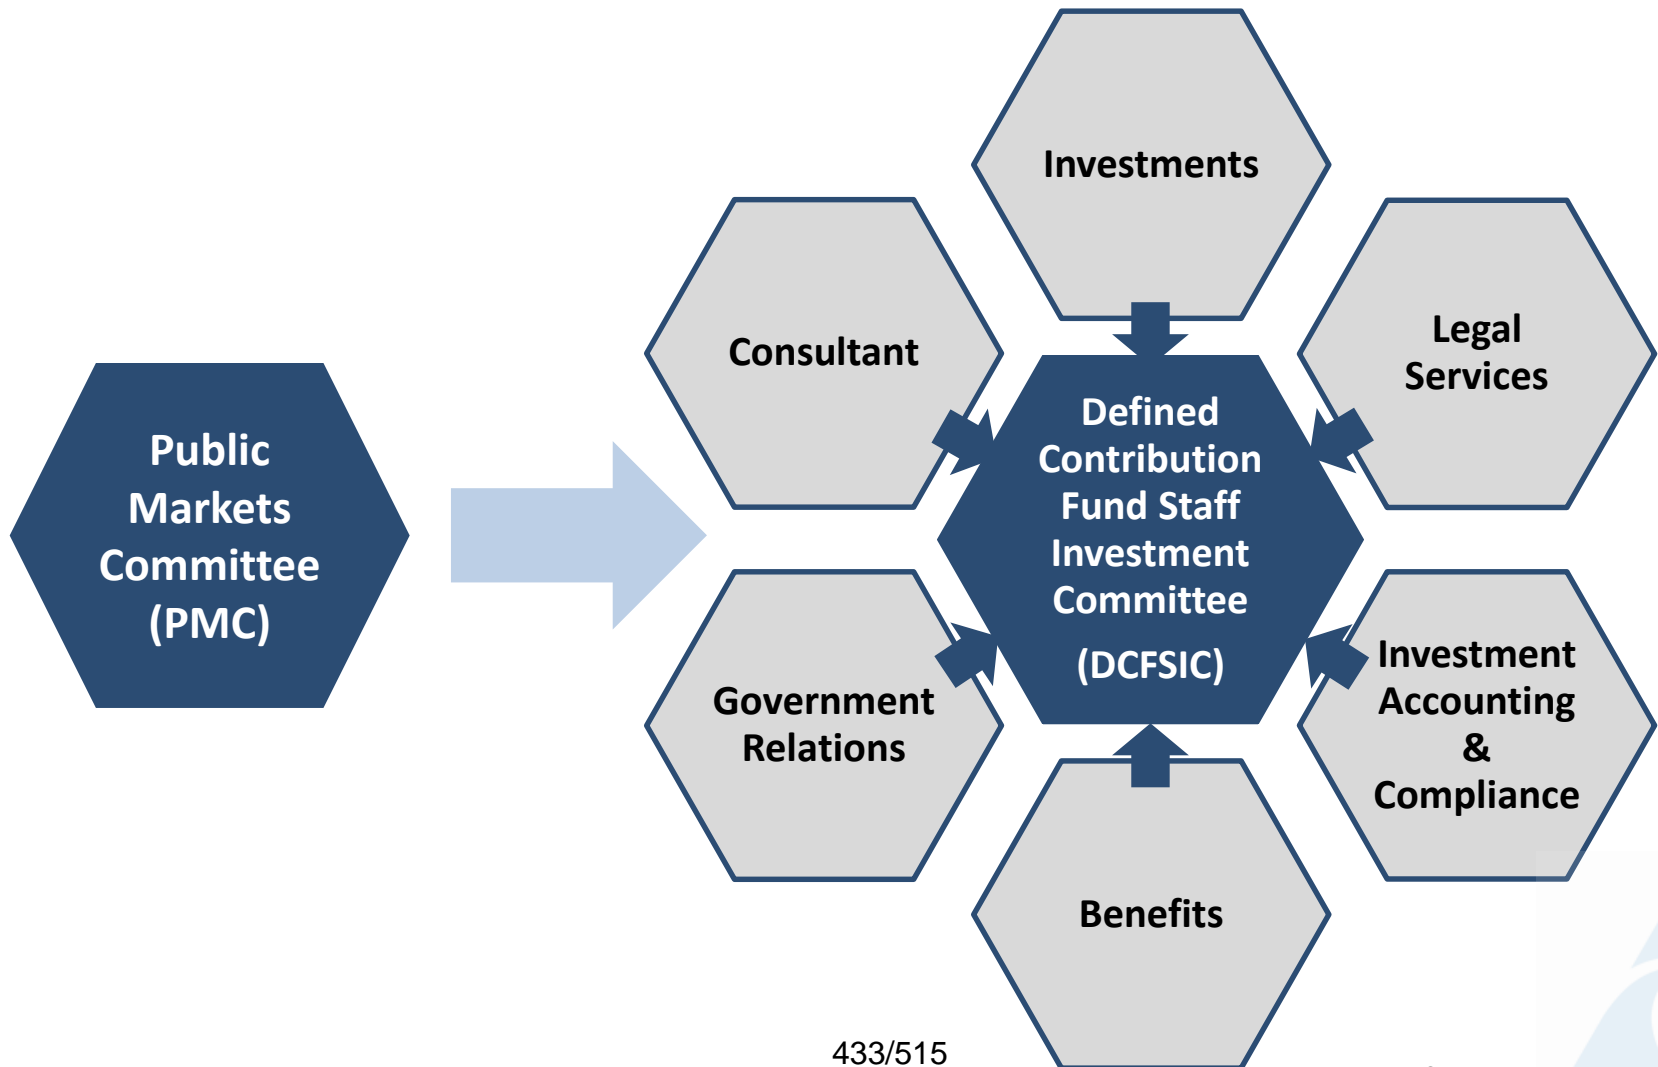 Public
Markets
Committee
(PMC)
Investments
Consultant
Legal
Services
Defined
Contribution
Fund Staff
Investment
Committee
(DCFSIC)
Government
Relations
Investment
Accounting
&
Compliance
Benefits
433/515